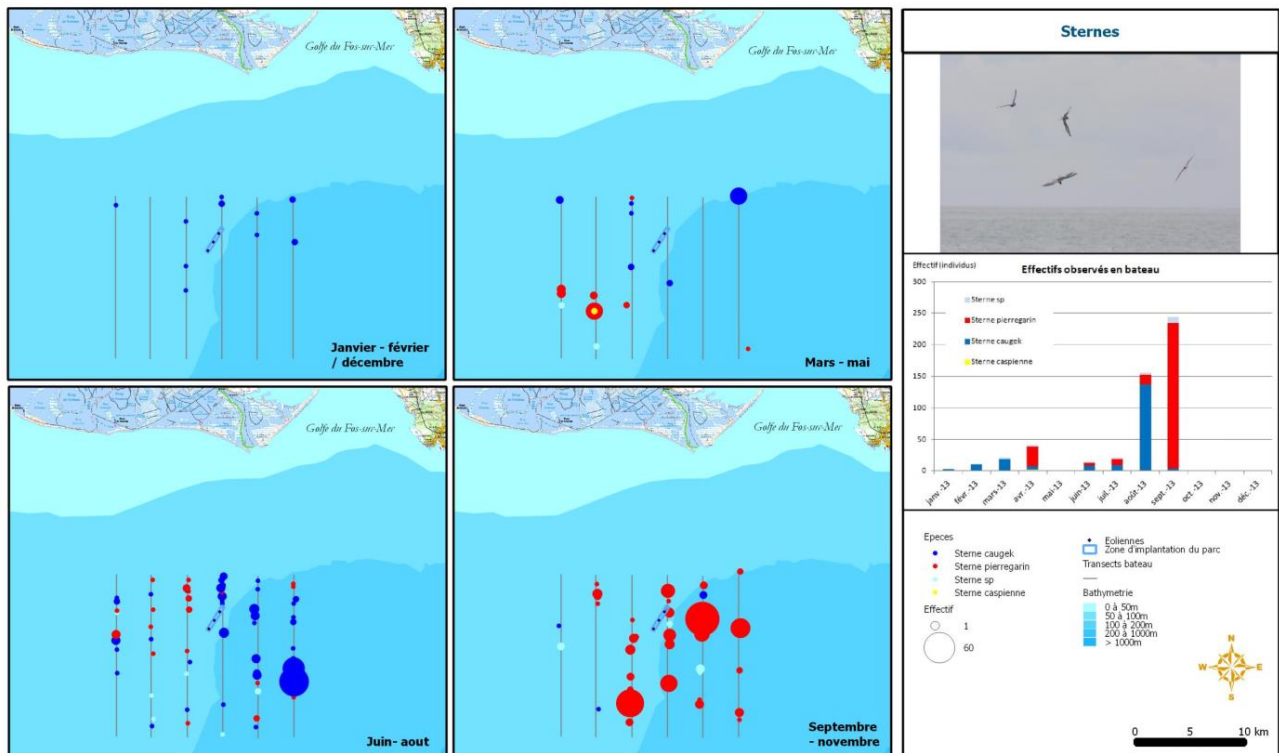 Golfe du Fos-sur-Mer
Janvier - février
/ décembre
Golfe du Fos-sur-Mer
Mars - mai
Golfe du Fos-sur-Mer
Juin- aout
Golfe du Fos-sur-Mer
Septembre
- novembre
Sternes
Effectif (individus)
Effectifs observés en bateau
300
250
200
150
100
50
0
Sterne sp
Sterne pierregarin
Sterne caugek
Sterne caspienne
janv.-13
févr.-13
mars-13
avr.-13
mai-13
juin-13
juil.-13
août-13
sept.-13
oct.-13
nov.-13
déc.-13
Epeces
Sterne caugek
Sterne pierregarin
Sterne sp
Sterne caspienne
Effectif
1
60
Eoliennes
Zone d'implantation du parc
Transects bateau
Bathymetrie
0 à 50m
50 à 100m
100 à 200m
200 à 1000m
> 1000m
N
W E
S
0 5 10 km